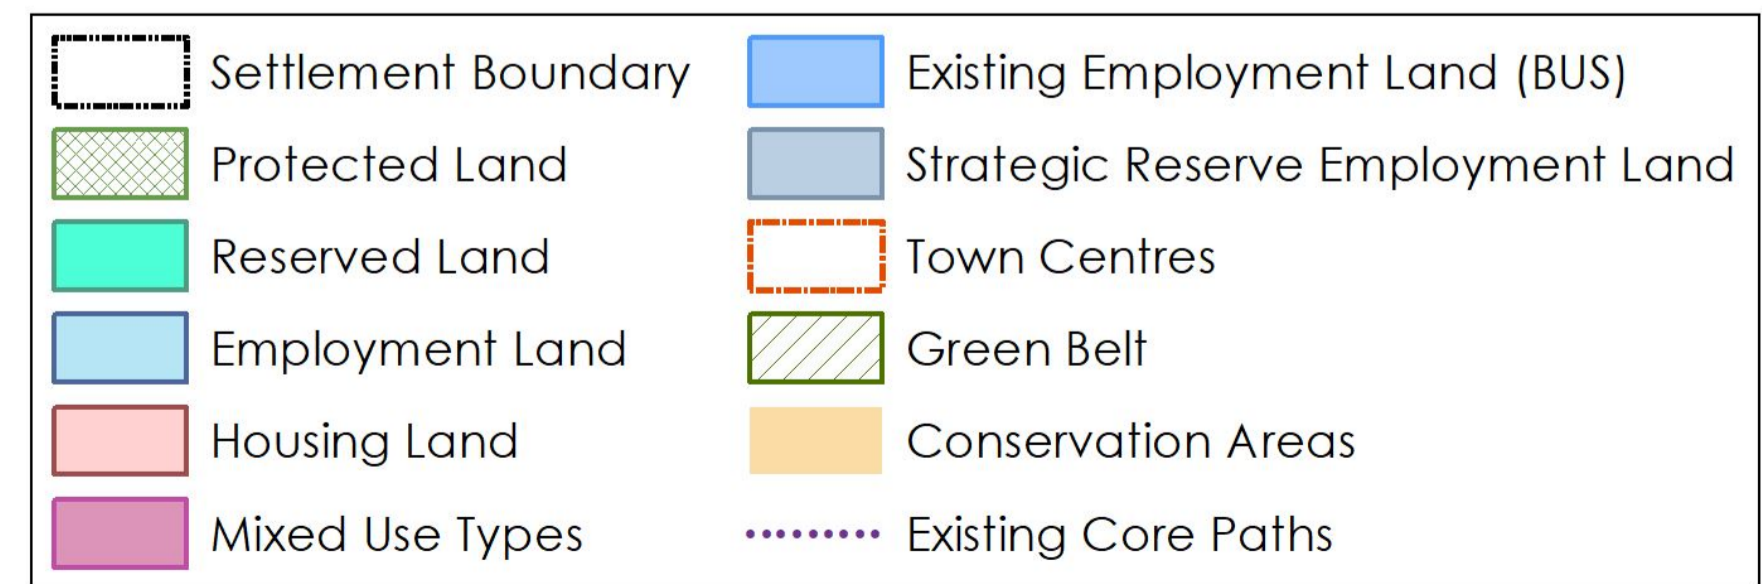 Settlement Boundary
Protected Land
Reserved Land
Employment Land
Housing Land
Mixed Use Types
Existing Employment Land (BUS)
Strategic Reserve Employment Land
Town Centres
Green Belt
Conservation Areas
Existing Core Paths